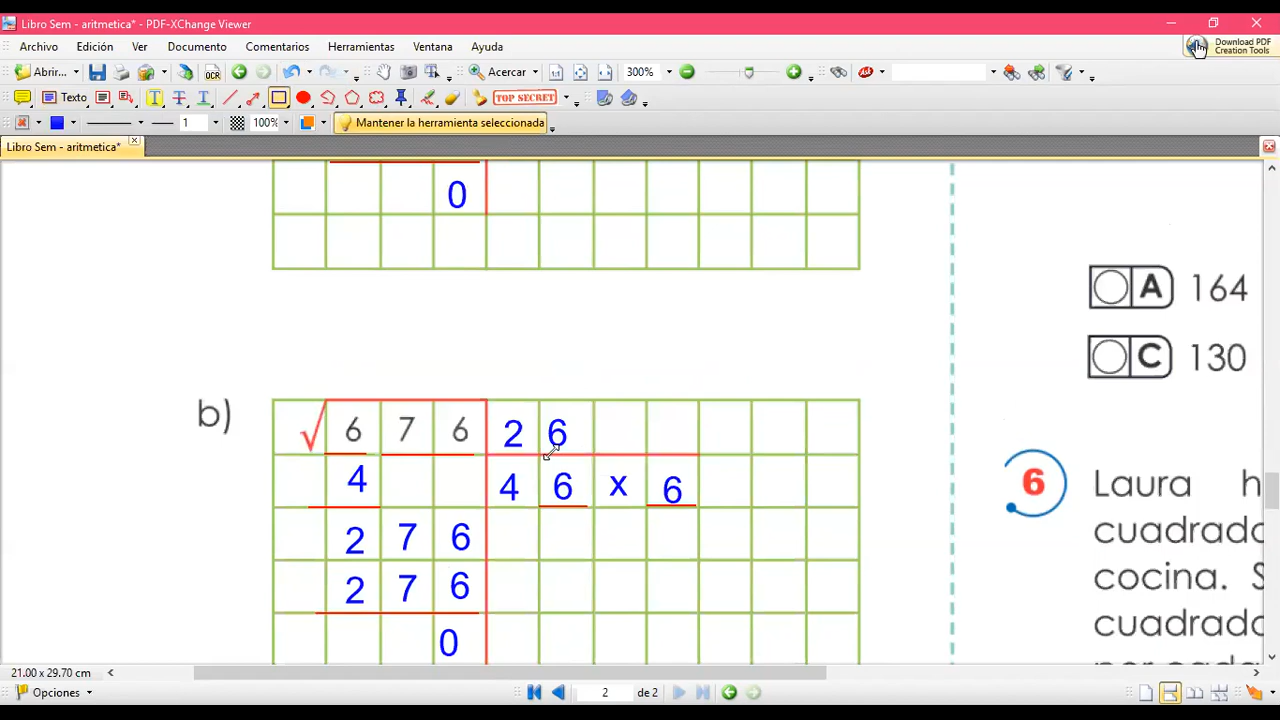 Libro Sem - aritmetica* - PDF-XChange Viewer
Archivo Edición Ver Documento Comentarios Herramientas Ventana Ayuda
Download PDF
Creation Tools
Abrir... OCR Acercar 300%
Texto TOP SECRET
1 100% Mantener la herramienta seleccionada
Libro Sem - aritmetica*
0
A 164
C 130
b) √ 6 7 6 2 6
4 4 6 x 6
2 7 6
2 7 6
0
6 Laura h
cuadrado
cocina. S
cuadrado
21.00 x 29.70 cm
Opciones 2 de 2